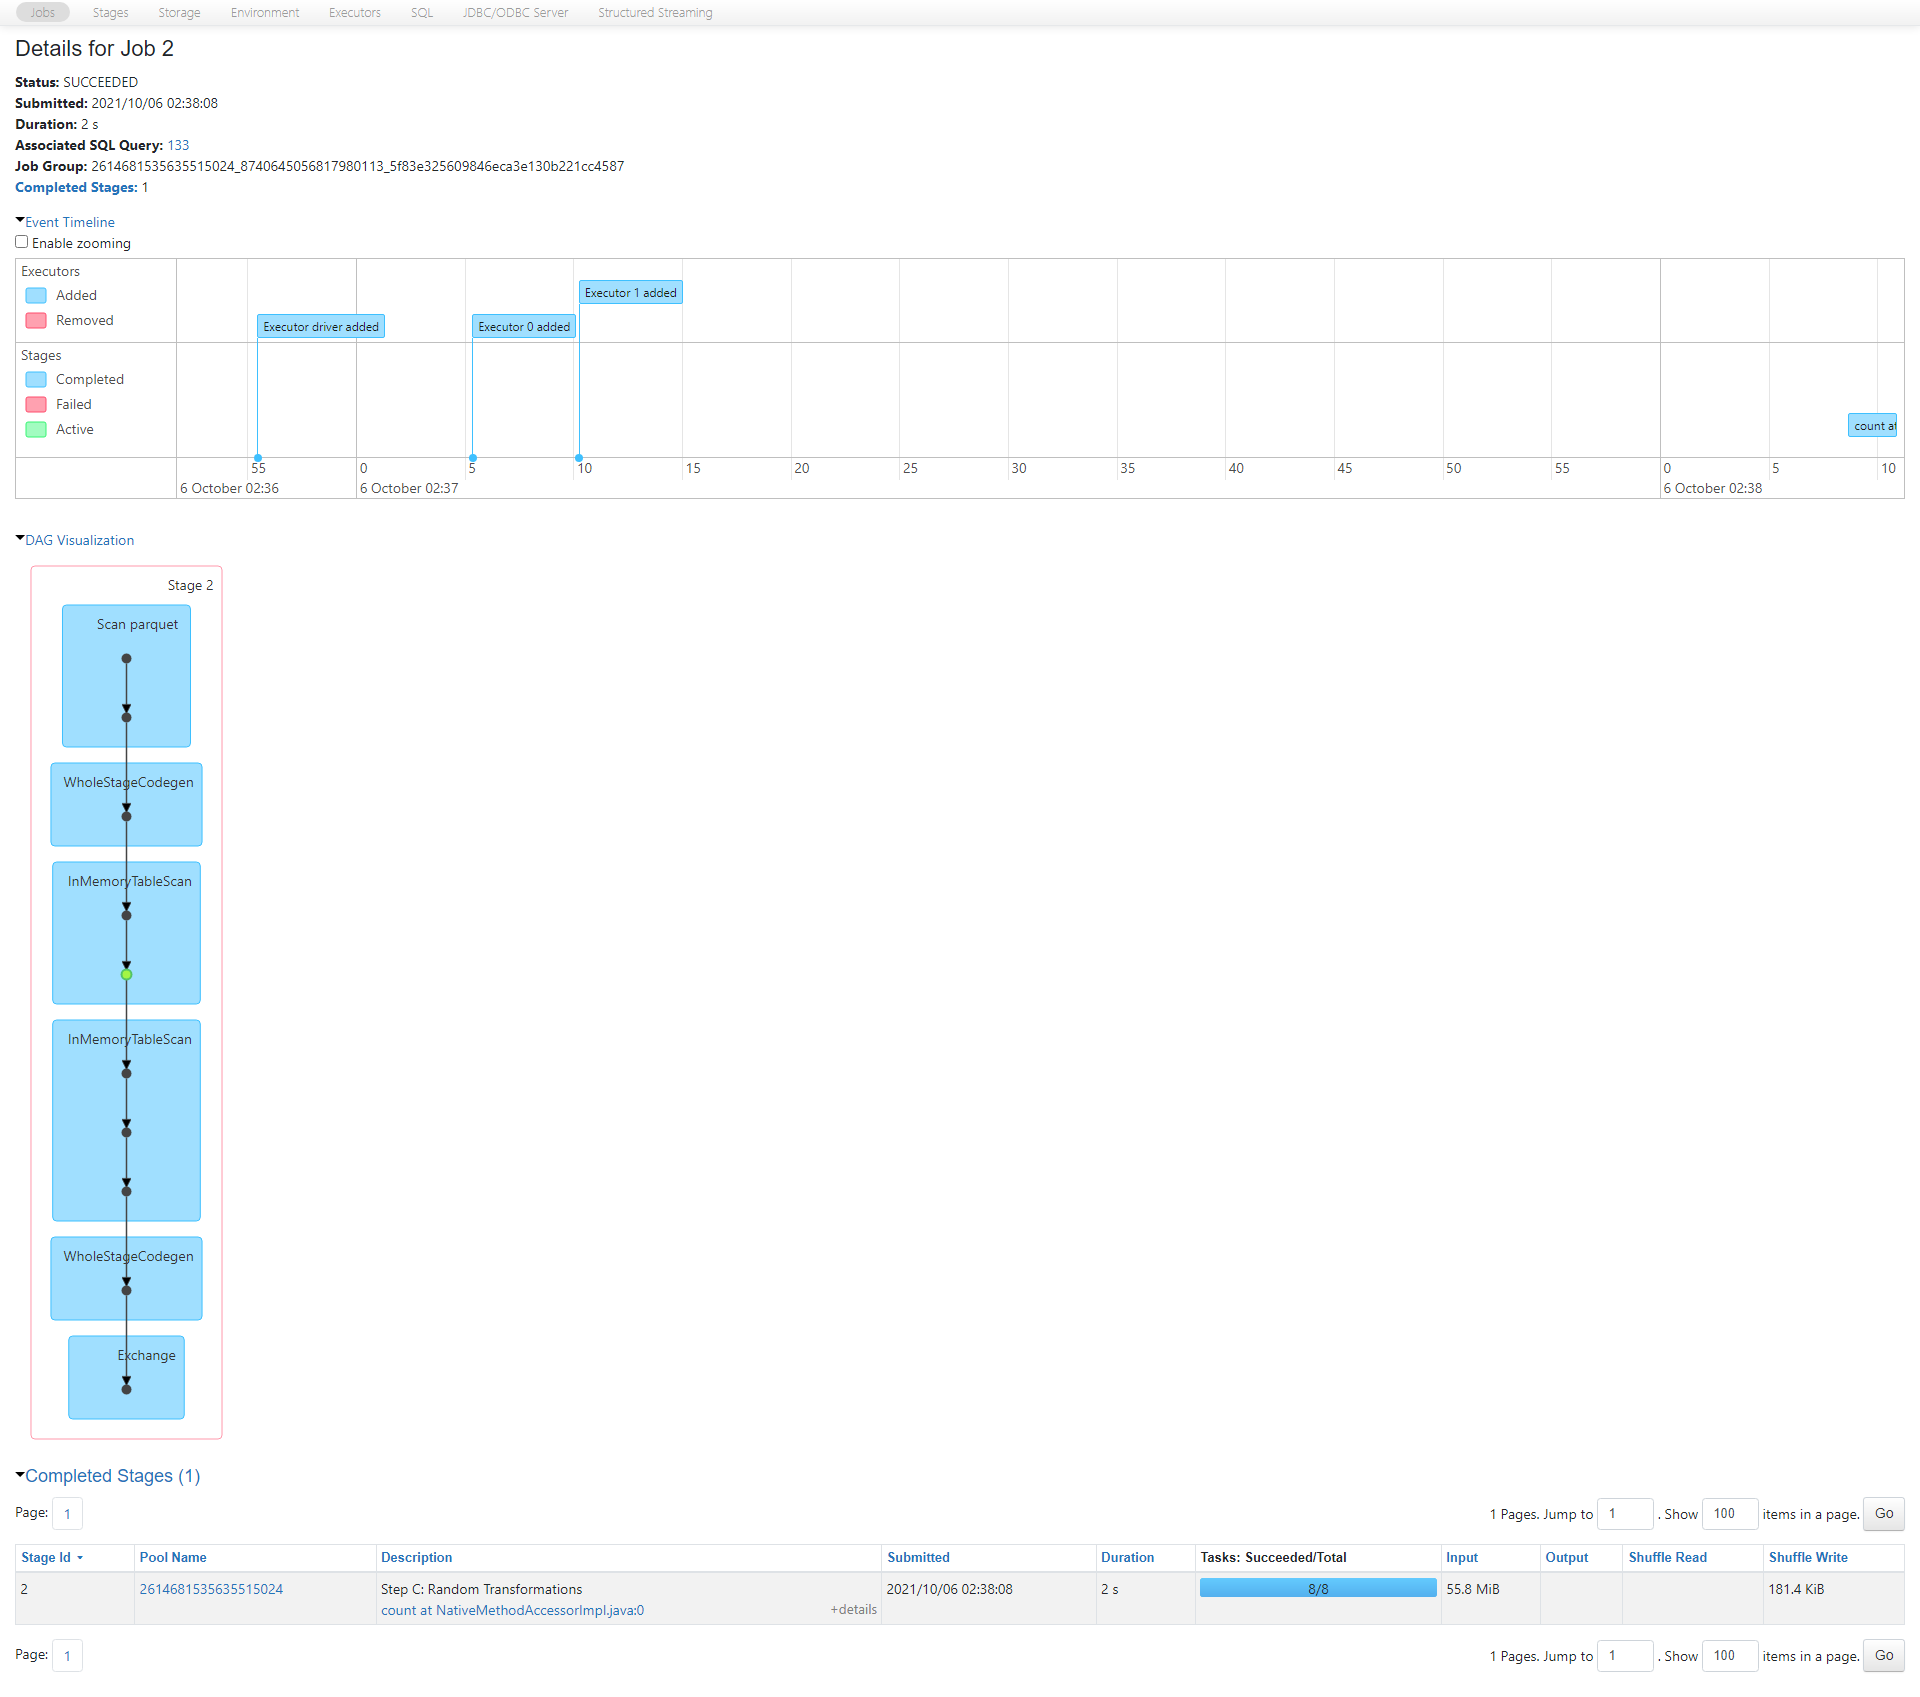 Jobs Stages Storage Environment Executors SQL JDBC/ODBC Server Structured Streaming
Details for Job 2
Status: SUCCEEDED
Submitted: 2021/10/06 02:38:08
Duration: 2 s
Associated SQL Query: 133
Job Group: 2614681535635515024_8740645056817980113_5f83e325609846eca3e130b221cc4587
Completed Stages: 1
Event Timeline
Enable zooming
Executors
Added
Removed
Executor driver added
Executor 0 added
Executor 1 added
Stages
Completed
Failed
Active
count at
55 0 5 10 15 20 25 30 35 40 45 50 55 0 5 10
6 October 02:36 6 October 02:37 6 October 02:38
DAG Visualization
Stage 2
Scan parquet
WholeStageCodegen
InMemoryTableScan
InMemoryTableScan
WholeStageCodegen
Exchange
Completed Stages (1)
Page: 1 1 Pages. Jump to 1 . Show 100 items in a page. Go
Stage Id Pool Name Description Submitted Duration Tasks: Succeeded/Total Input Output Shuffle Read Shuffle Write
2 2614681535635515024 Step C: Random Transformations 2021/10/06 02:38:08 2 s 8/8 55.8 MiB 181.4 KiB
count at NativeMethodAccessorImpl.java:0 +details
Page: 1 1 Pages. Jump to 1 . Show 100 items in a page. Go